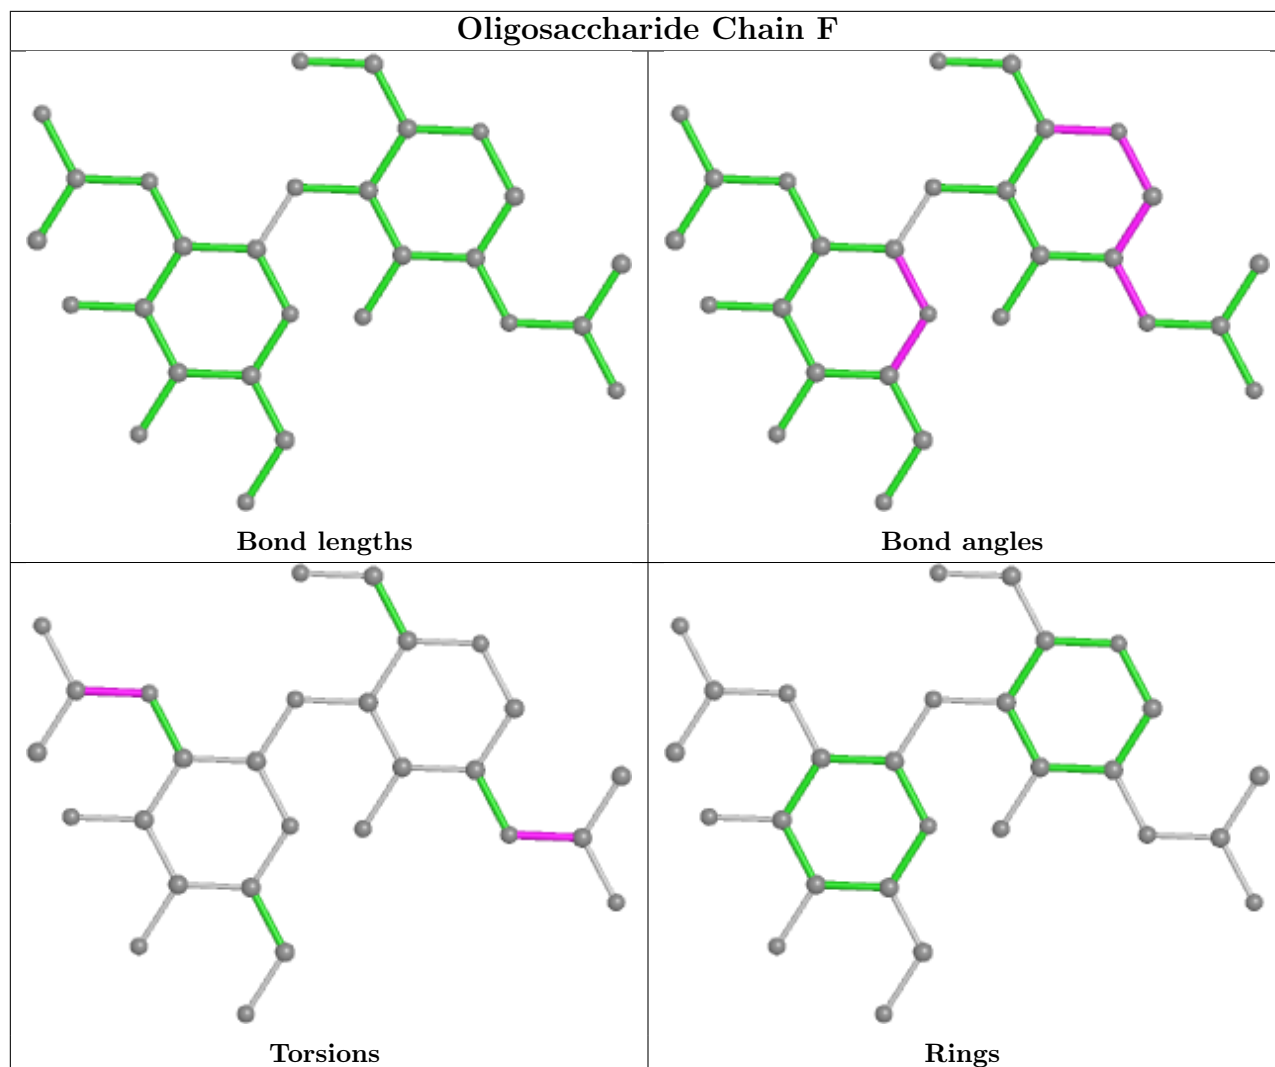 Oligosaccharide Chain F
Bond lengths
Bond angles
Torsions
Rings